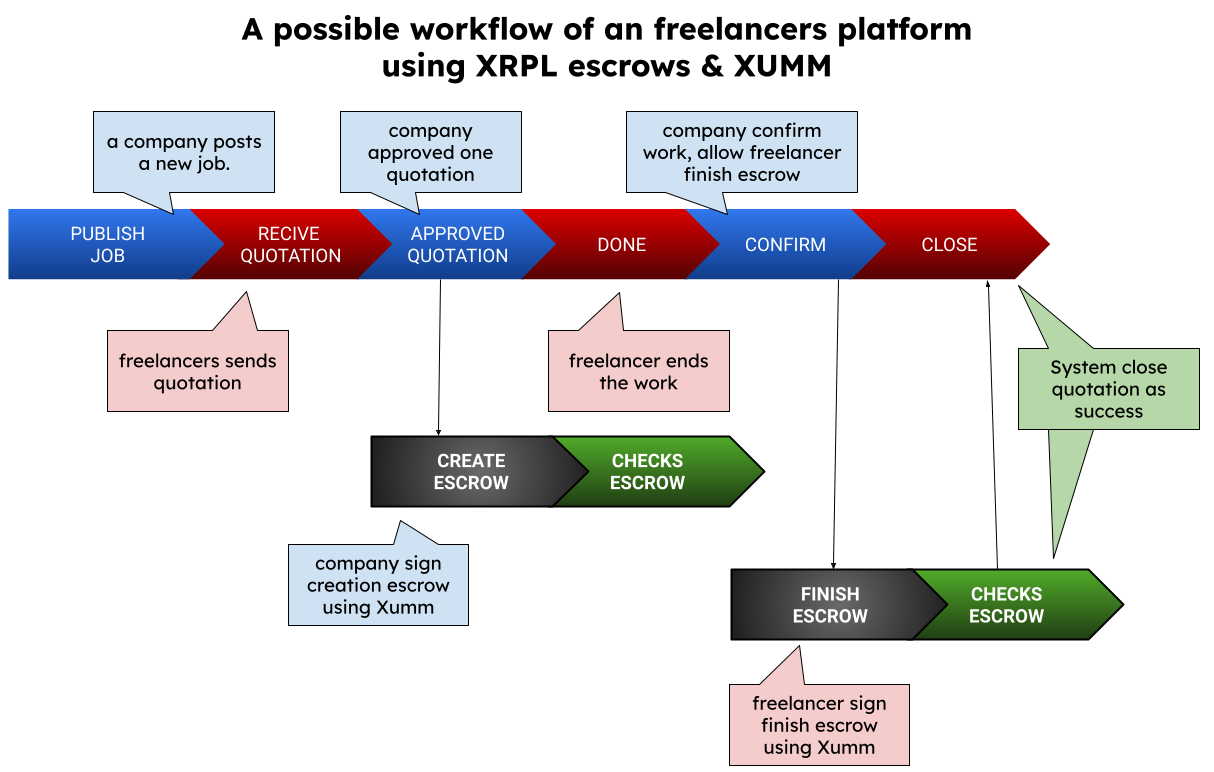 A possible workflow of an freelancers platform
using XRPL escrows & XUMM
a company posts
a new job.
company
approved one
quotation
company confirm
work, allow freelancer
finish escrow
PUBLISH
JOB
RECIVE
QUOTATION
APPROVED
QUOTATION
DONE
CONFIRM
CLOSE
freelancers sends
quotation
freelancer ends
the work
System close
quotation as
success
CREATE
ESCROW
CHECKS
ESCROW
company sign
creation escrow
using Xumm
FINISH
ESCROW
CHECKS
ESCROW
freelancer sign
finish escrow
using Xumm